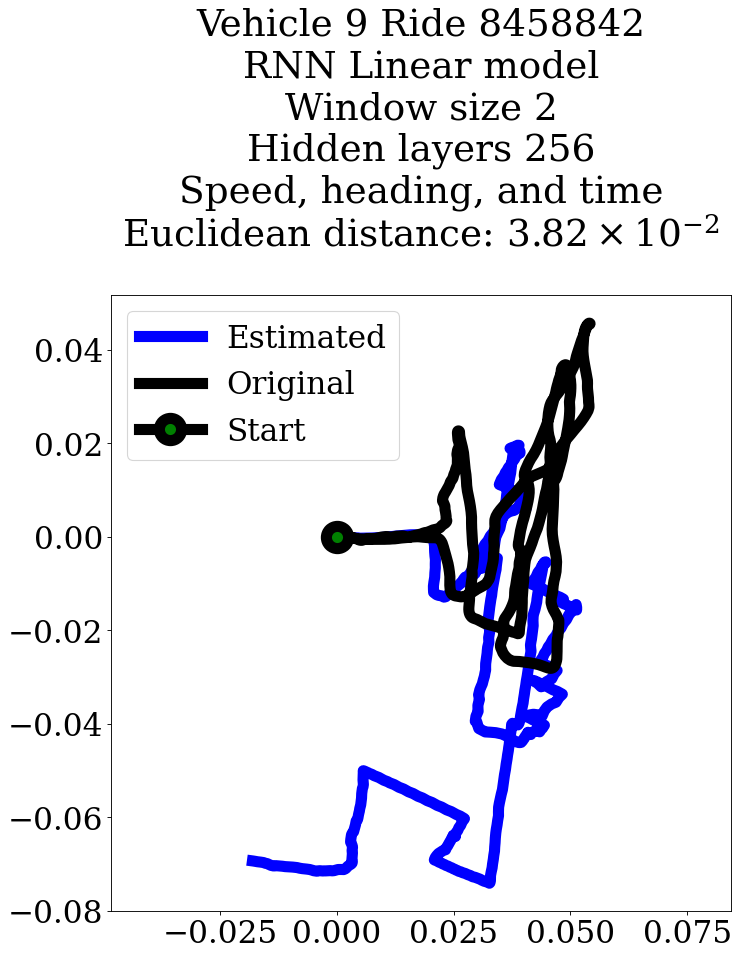 Vehicle 9 Ride 8458842
RNN Linear model
Window size 2
Hidden layers 256
Speed, heading, and time
Euclidean distance: 3.82 × 10⁻²
Estimated
Original
Start
0.04
0.02
0.00
−0.02
−0.04
−0.06
−0.08
−0.025 0.000 0.025 0.050 0.075